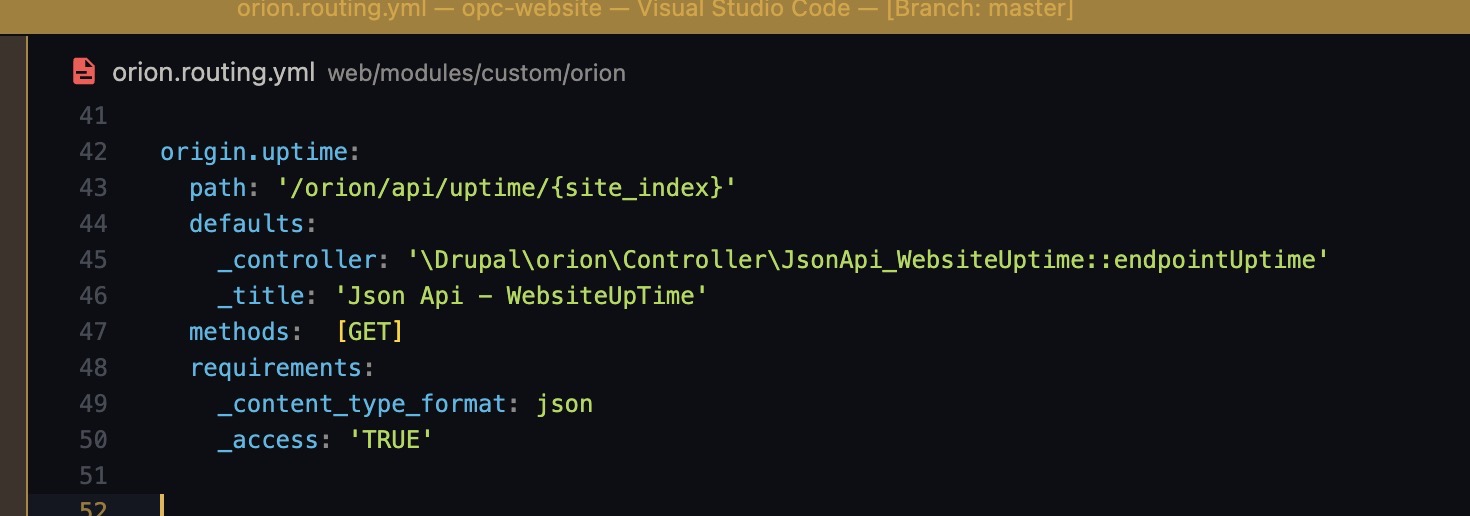 orion.routing.yml — opc-website — Visual Studio Code — [Branch: master]
orion.routing.yml web/modules/custom/orion
41
42 origin.uptime:
43 path: '/orion/api/uptime/{site_index}'
44 defaults:
45 _controller: '\Drupal\orion\Controller\JsonApi_WebsiteUptime::endpointUptime'
46 _title: 'Json Api – WebsiteUpTime'
47 methods:  [GET]
48 requirements:
49 _content_type_format: json
50 _access: 'TRUE'
51
52